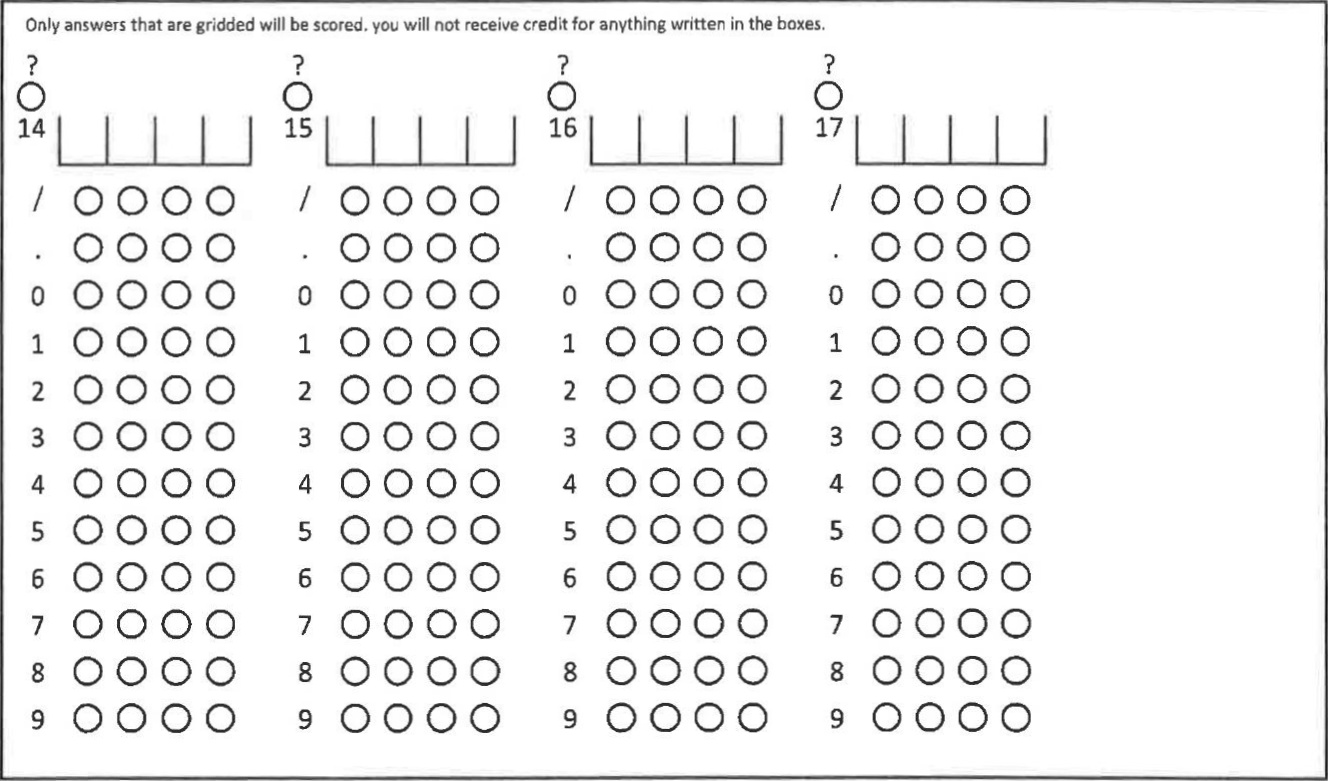 Only answers that are gridded will be scored. you will not receive credit for anything written in the boxes.
? ? ? ?
14 15 16 17
/ / / /
. . . .
0 0 0 0
1 1 1 1
2 2 2 2
3 3 3 3
4 4 4 4
5 5 5 5
6 6 6 6
7 7 7 7
8 8 8 8
9 9 9 9